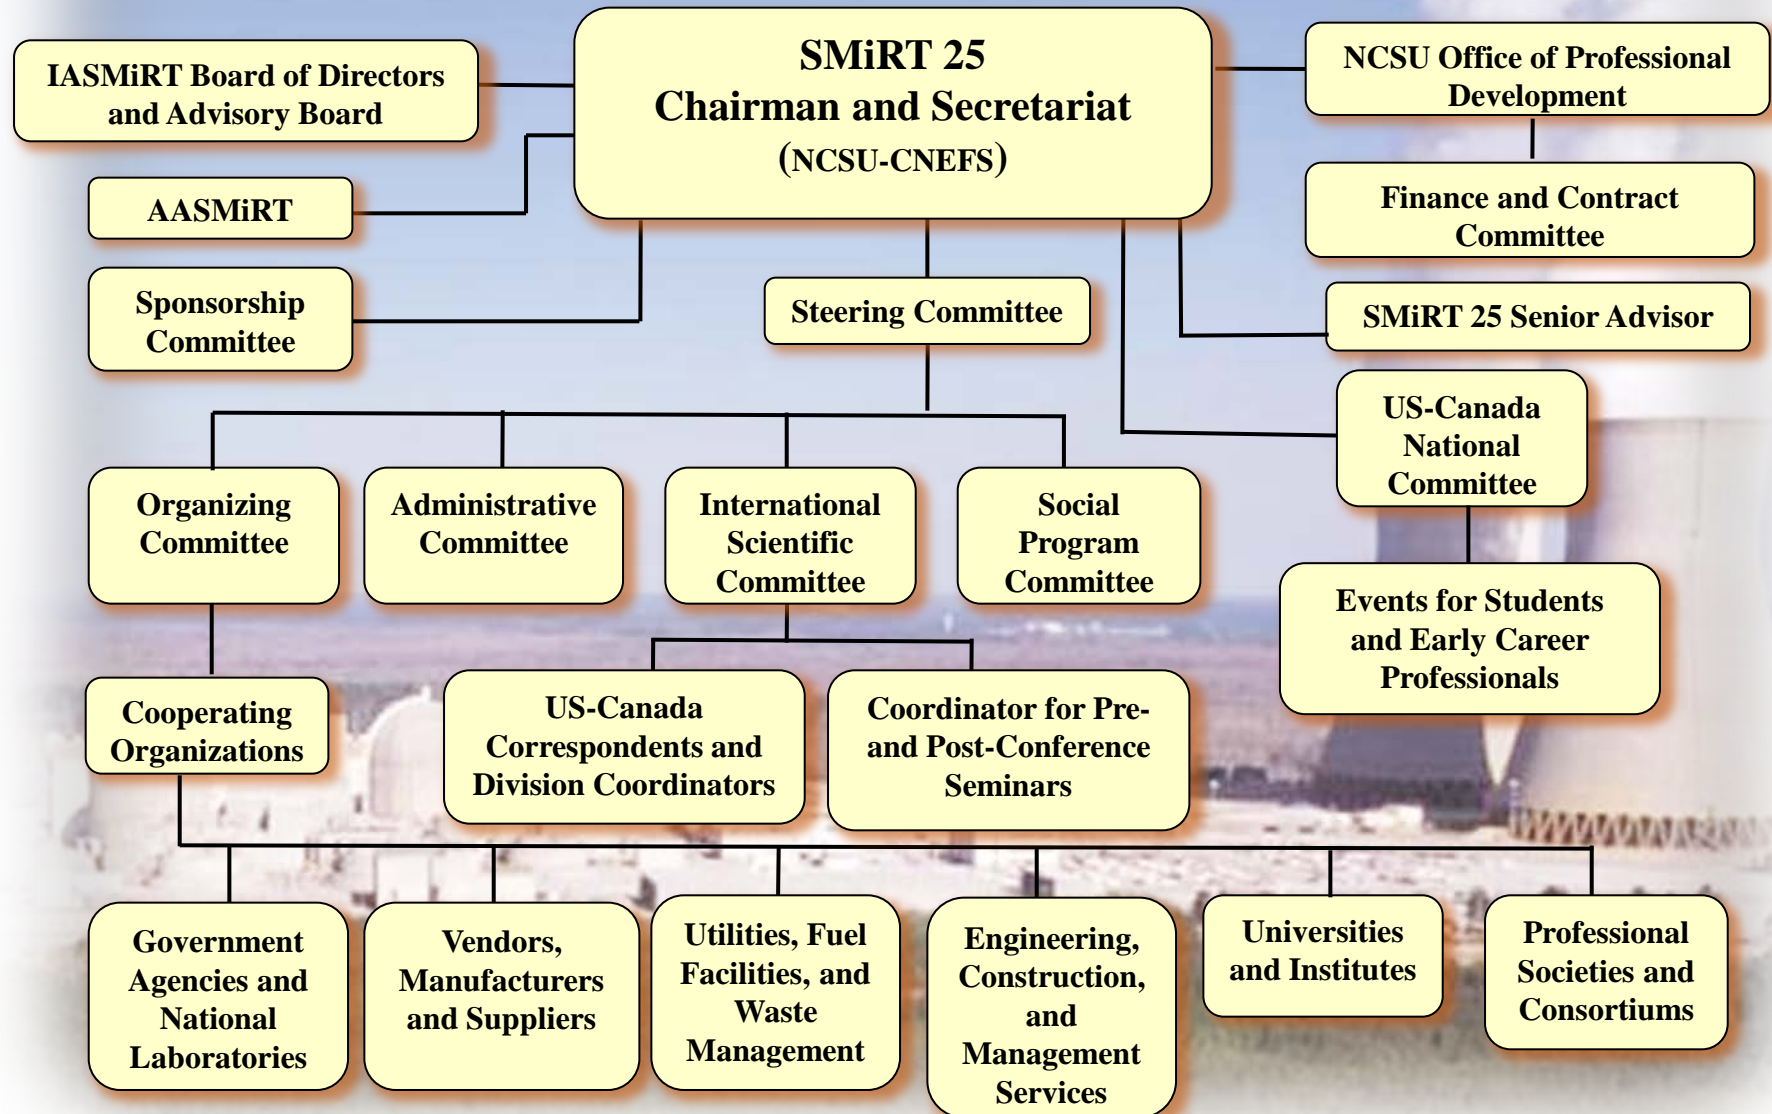 SMiRT 25
Chairman and Secretariat
(NCSU-CNEFS)
IASMiRT Board of Directors
and Advisory Board
NCSU Office of Professional
Development
AASMiRT
Finance and Contract
Committee
Sponsorship
Committee
Steering Committee
SMiRT 25 Senior Advisor
US-Canada
National
Committee
Organizing
Committee
Administrative
Committee
International
Scientific
Committee
Social
Program
Committee
Events for Students
and Early Career
Professionals
Cooperating
Organizations
US-Canada
Correspondents and
Division Coordinators
Coordinator for Pre-
and Post-Conference
Seminars
Government
Agencies and
National
Laboratories
Vendors,
Manufacturers
and Suppliers
Utilities, Fuel
Facilities, and
Waste
Management
Engineering,
Construction,
and
Management
Services
Universities
and Institutes
Professional
Societies and
Consortiums